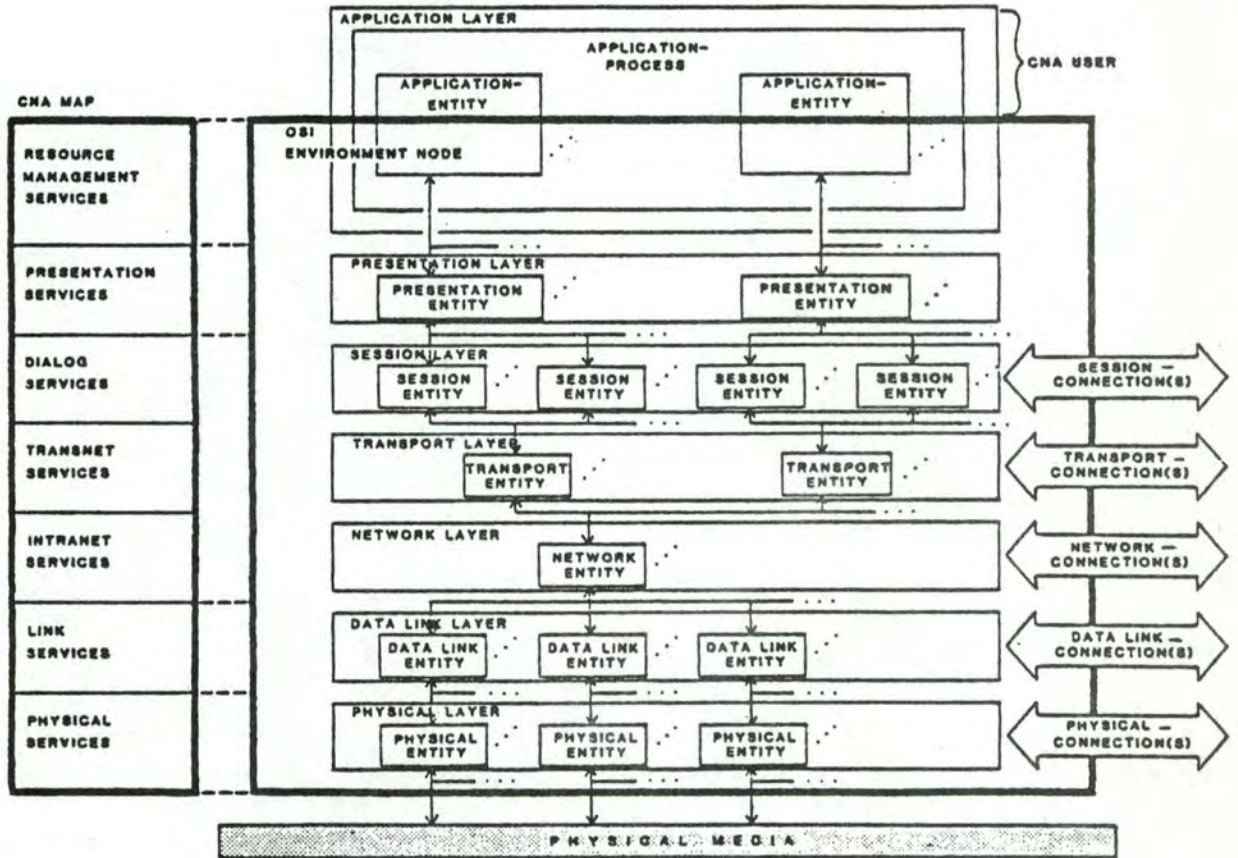 APPLICATION LAYER
APPLICATION-
PROCESS
CNA USER
APPLICATION-
ENTITY
APPLICATION-
ENTITY
CNA MAP
OSI
ENVIRONMENT NODE
RESOURCE
MANAGEMENT
SERVICES
PRESENTATION
SERVICES
PRESENTATION LAYER
PRESENTATION
ENTITY
PRESENTATION
ENTITY
DIALOG
SERVICES
SESSION LAYER
SESSION
ENTITY
SESSION
ENTITY
SESSION
ENTITY
SESSION
ENTITY
SESSION —
CONNECTION(S)
TRANSNET
SERVICES
TRANSPORT LAYER
TRANSPORT
ENTITY
TRANSPORT
ENTITY
TRANSPORT —
CONNECTION(S)
INTRANET
SERVICES
NETWORK LAYER
NETWORK
ENTITY
NETWORK —
CONNECTION(S)
LINK
SERVICES
DATA LINK LAYER
DATA LINK
ENTITY
DATA LINK
ENTITY
DATA LINK
ENTITY
DATA LINK —
CONNECTION(S)
PHYSICAL
SERVICES
PHYSICAL LAYER
PHYSICAL
ENTITY
PHYSICAL
ENTITY
PHYSICAL
ENTITY
PHYSICAL —
CONNECTION(S)
PHYSICAL MEDIA